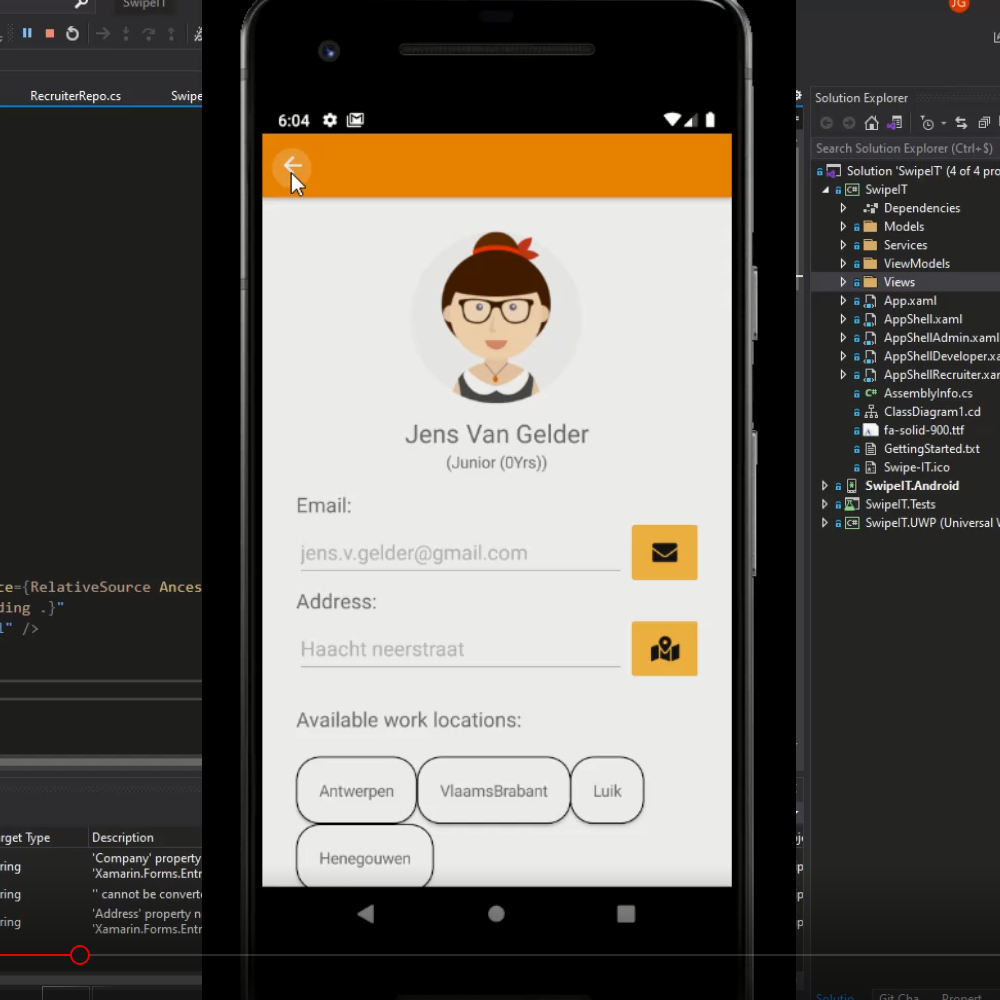 SwipeIT
JG
RecruiterRepo.cs
Swipe
6:04
Jens Van Gelder
(Junior (0Yrs))
Email:
jens.v.gelder@gmail.com
Address:
Haacht neerstraat
Available work locations:
Antwerpen
VlaamsBrabant
Luik
Henegouwen
ce={RelativeSource Ances
ding .}"
l" />
rget Type
Description
ring
'Company' property
'Xamarin.Forms.Entr
ring
'' cannot be converte
ring
'Address' property n
'Xamarin.Forms.Entr
Solution Explorer
Search Solution Explorer (Ctrl+$)
Solution 'SwipeIT' (4 of 4 pro
SwipeIT
Dependencies
Models
Services
ViewModels
Views
App.xaml
AppShell.xaml
AppShellAdmin.xaml
AppShellDeveloper.xa
AppShellRecruiter.xar
AssemblyInfo.cs
ClassDiagram1.cd
fa-solid-900.ttf
GettingStarted.txt
Swipe-IT.ico
SwipeIT.Android
SwipeIT.Tests
SwipeIT.UWP (Universal W
Solutio
Git Cha
Propert